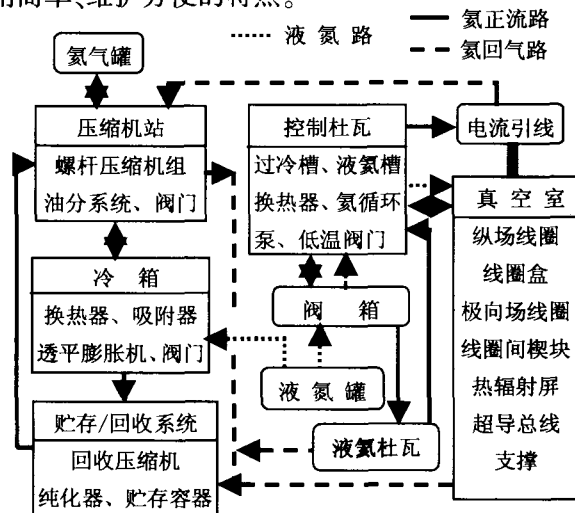 用简单、维护方便的特点。
液氮路
氦正流路
氦回气路
氦气罐
压缩机站
螺杆压缩机组
油分系统、阀门
控制杜瓦
过冷槽、液氦槽
换热器、氦循环
泵、低温阀门
电流引线
真空室
纵场线圈
线圈盒
极向场线圈
线圈间楔块
热辐射屏
超导总线
支撑
冷箱
换热器、吸附器
透平膨胀机、阀门
阀箱
液氮罐
液氦杜瓦
贮存/回收系统
回收压缩机
纯化器、贮存容器